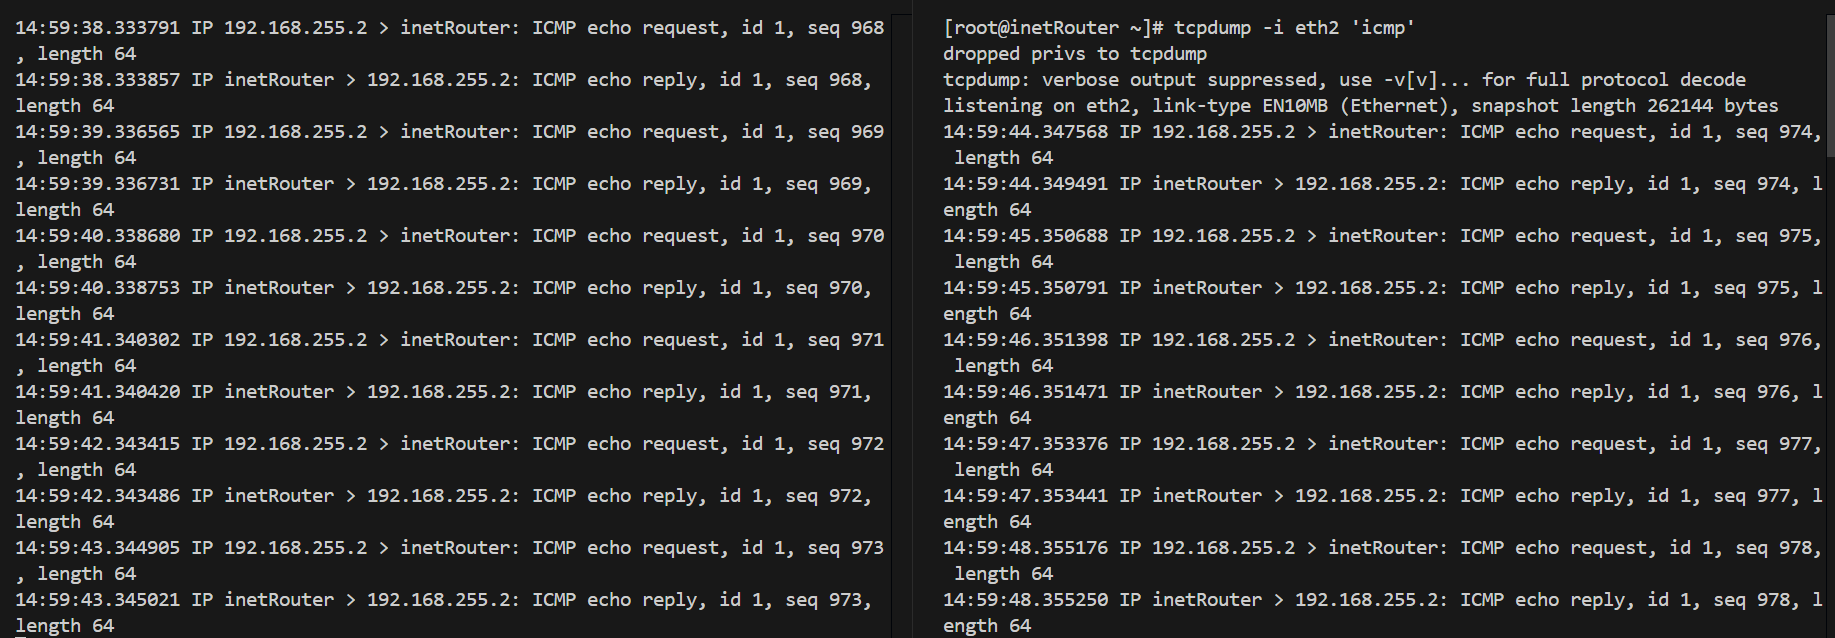 14:59:38.333791 IP 192.168.255.2 > inetRouter: ICMP echo request, id 1, seq 968
, length 64
14:59:38.333857 IP inetRouter > 192.168.255.2: ICMP echo reply, id 1, seq 968,
length 64
14:59:39.336565 IP 192.168.255.2 > inetRouter: ICMP echo request, id 1, seq 969
, length 64
14:59:39.336731 IP inetRouter > 192.168.255.2: ICMP echo reply, id 1, seq 969,
length 64
14:59:40.338680 IP 192.168.255.2 > inetRouter: ICMP echo request, id 1, seq 970
, length 64
14:59:40.338753 IP inetRouter > 192.168.255.2: ICMP echo reply, id 1, seq 970,
length 64
14:59:41.340302 IP 192.168.255.2 > inetRouter: ICMP echo request, id 1, seq 971
, length 64
14:59:41.340420 IP inetRouter > 192.168.255.2: ICMP echo reply, id 1, seq 971,
length 64
14:59:42.343415 IP 192.168.255.2 > inetRouter: ICMP echo request, id 1, seq 972
, length 64
14:59:42.343486 IP inetRouter > 192.168.255.2: ICMP echo reply, id 1, seq 972,
length 64
14:59:43.344905 IP 192.168.255.2 > inetRouter: ICMP echo request, id 1, seq 973
, length 64
14:59:43.345021 IP inetRouter > 192.168.255.2: ICMP echo reply, id 1, seq 973,
length 64
[root@inetRouter ~]# tcpdump -i eth2 'icmp'
dropped privs to tcpdump
tcpdump: verbose output suppressed, use -v[v]... for full protocol decode
listening on eth2, link-type EN10MB (Ethernet), snapshot length 262144 bytes
14:59:44.347568 IP 192.168.255.2 > inetRouter: ICMP echo request, id 1, seq 974,
 length 64
14:59:44.349491 IP inetRouter > 192.168.255.2: ICMP echo reply, id 1, seq 974, l
ength 64
14:59:45.350688 IP 192.168.255.2 > inetRouter: ICMP echo request, id 1, seq 975,
 length 64
14:59:45.350791 IP inetRouter > 192.168.255.2: ICMP echo reply, id 1, seq 975, l
ength 64
14:59:46.351398 IP 192.168.255.2 > inetRouter: ICMP echo request, id 1, seq 976,
 length 64
14:59:46.351471 IP inetRouter > 192.168.255.2: ICMP echo reply, id 1, seq 976, l
ength 64
14:59:47.353376 IP 192.168.255.2 > inetRouter: ICMP echo request, id 1, seq 977,
 length 64
14:59:47.353441 IP inetRouter > 192.168.255.2: ICMP echo reply, id 1, seq 977, l
ength 64
14:59:48.355176 IP 192.168.255.2 > inetRouter: ICMP echo request, id 1, seq 978,
 length 64
14:59:48.355250 IP inetRouter > 192.168.255.2: ICMP echo reply, id 1, seq 978, l
ength 64